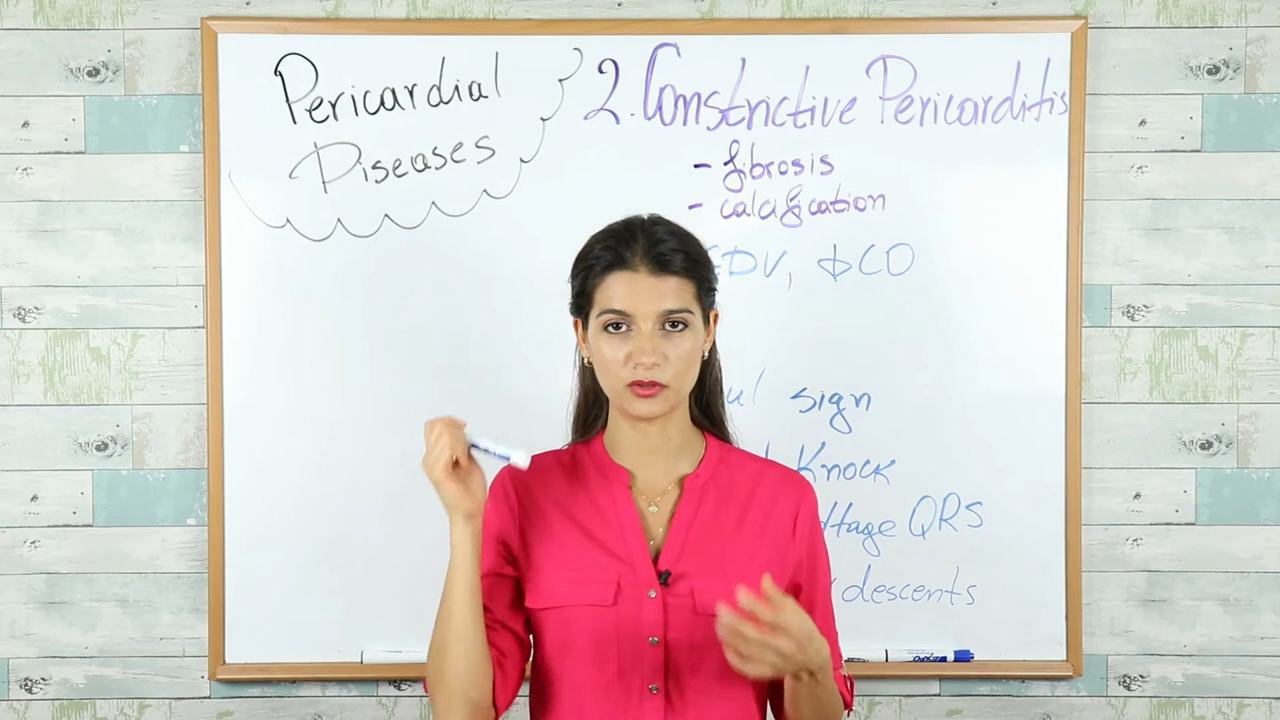 Pericardial
Diseases
2. Constrictive Pericarditis
- fibrosis
- calcification
EDV, ↓CO
sign
Knock
QRS
descents